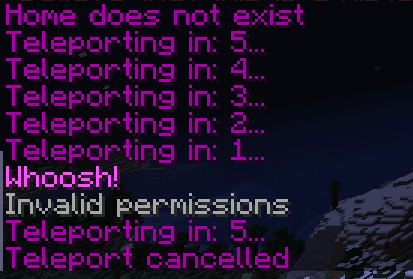 Home does not exist
Teleporting in: 5...
Teleporting in: 4...
Teleporting in: 3...
Teleporting in: 2...
Teleporting in: 1...
Whoosh!
Invalid permissions
Teleporting in: 5...
Teleport cancelled